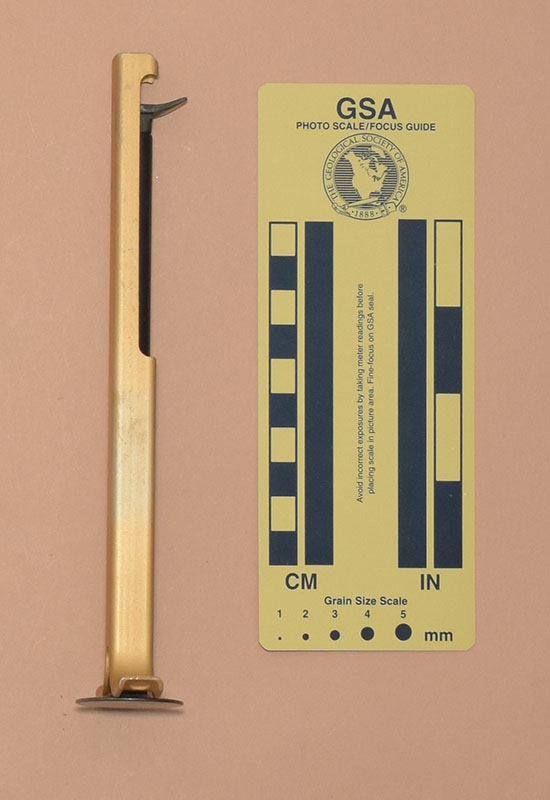 GSA
PHOTO SCALE/FOCUS GUIDE
THE GEOLOGICAL SOCIETY OF AMERICA
·1888·
®
Avoid incorrect exposures by taking meter readings before
placing scale in picture area. Fine-focus on GSA seal.
CM IN
Grain Size Scale
1 2 3 4 5
mm